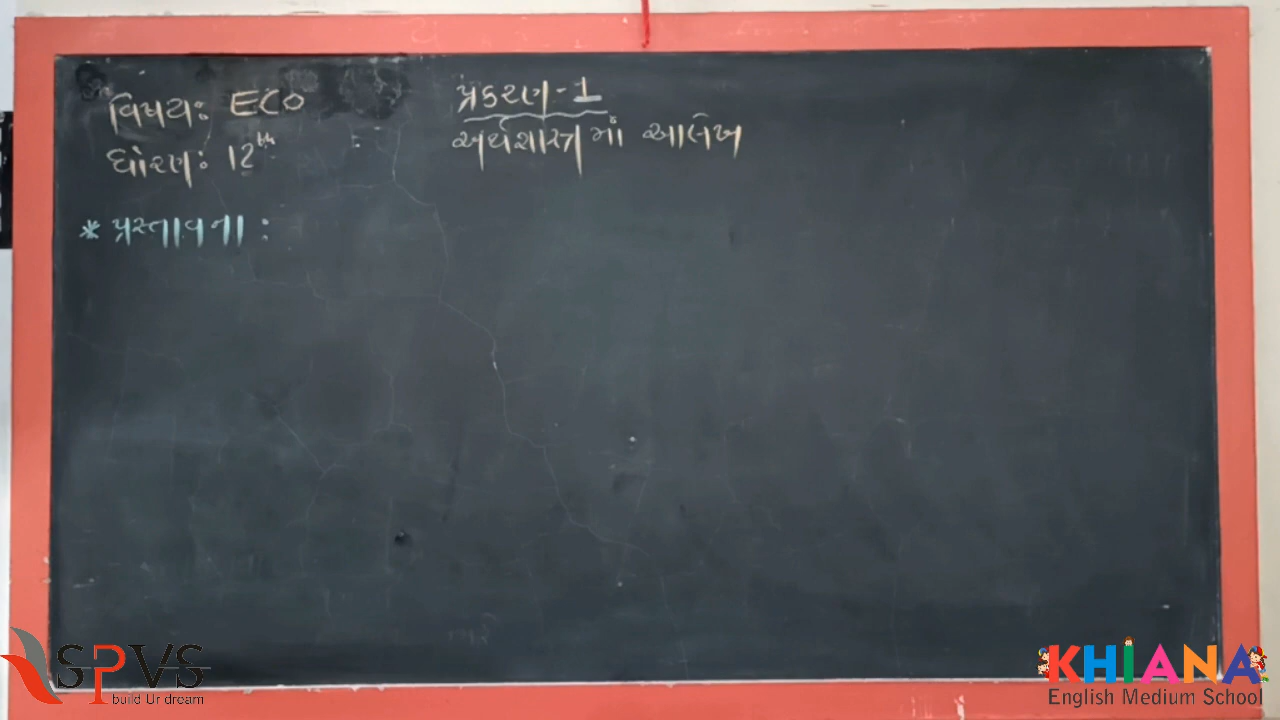 વિષય: ECO
ધોરણ: 12th
પ્રકરણ-1
અર્થશાસ્ત્રમાં આલેખ
* પ્રસ્તાવના :
SPVS
build Ur dream
KHIANA
English Medium School